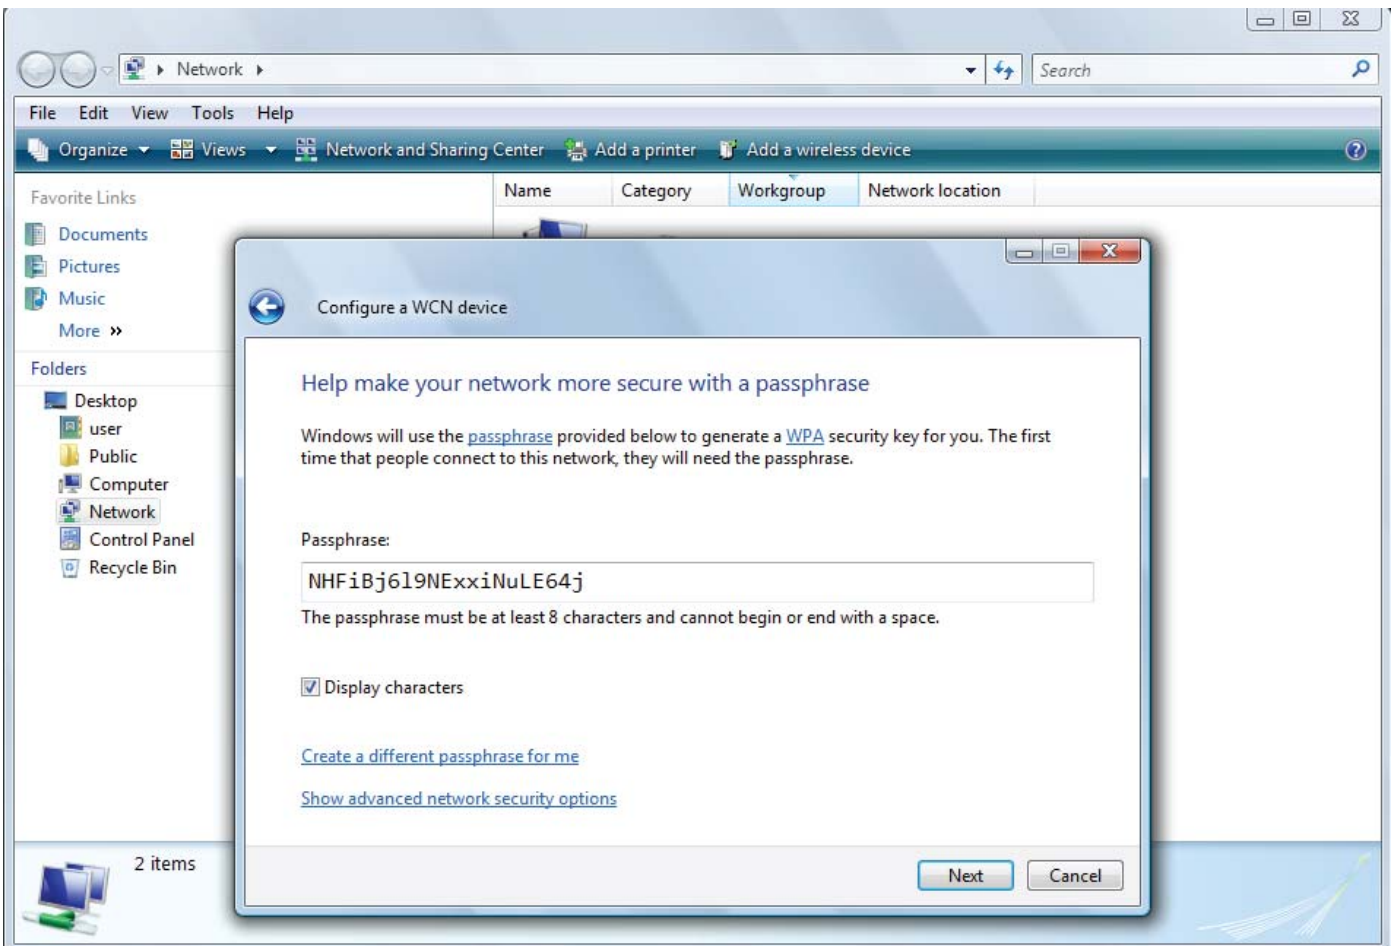 Network
Search
File Edit View Tools Help
Organize Views Network and Sharing Center Add a printer Add a wireless device
Favorite Links
Documents
Pictures
Music
More »
Folders
Desktop
user
Public
Computer
Network
Control Panel
Recycle Bin
Name Category Workgroup Network location
Configure a WCN device
Help make your network more secure with a passphrase
Windows will use the passphrase provided below to generate a WPA security key for you. The first
time that people connect to this network, they will need the passphrase.
Passphrase:
NHFiBj6l9NExxiNuLE64j
The passphrase must be at least 8 characters and cannot begin or end with a space.
Display characters
Create a different passphrase for me
Show advanced network security options
Next Cancel
2 items